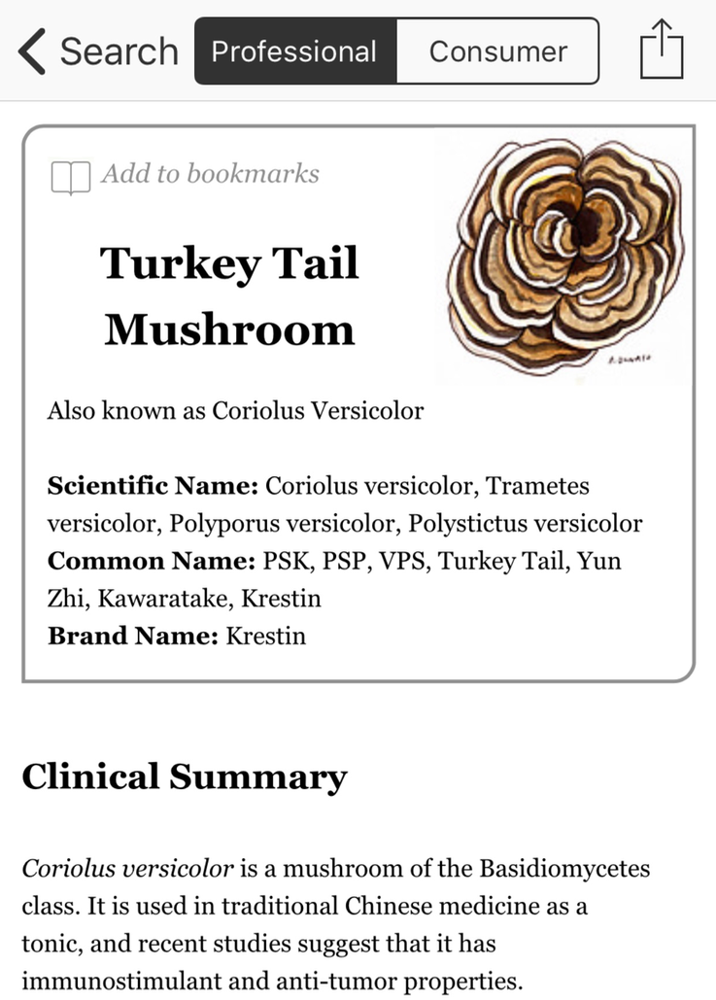 Search Professional Consumer
Add to bookmarks
Turkey Tail
Mushroom
Also known as Coriolus Versicolor
Scientific Name: Coriolus versicolor, Trametes
versicolor, Polyporus versicolor, Polystictus versicolor
Common Name: PSK, PSP, VPS, Turkey Tail, Yun
Zhi, Kawaratake, Krestin
Brand Name: Krestin
Clinical Summary
Coriolus versicolor is a mushroom of the Basidiomycetes
class. It is used in traditional Chinese medicine as a
tonic, and recent studies suggest that it has
immunostimulant and anti-tumor properties.